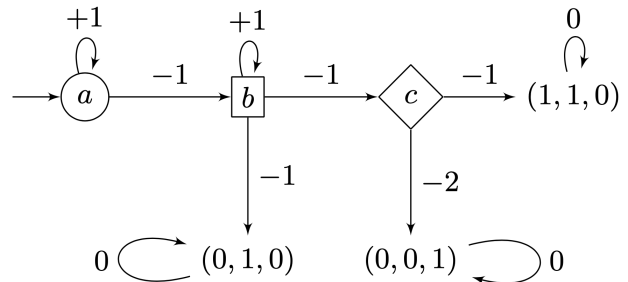 +1 +1 0
−1 −1 −1
a b c (1, 1, 0)
−1 −2
0 (0, 1, 0) (0, 0, 1) 0